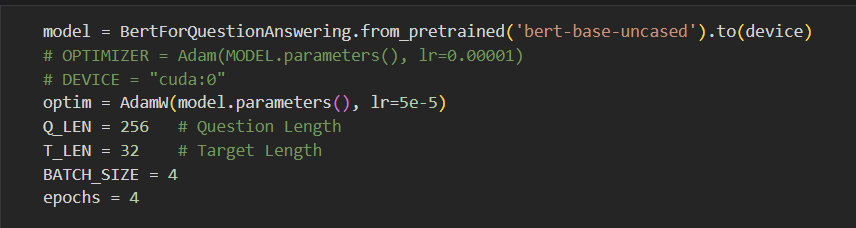 model = BertForQuestionAnswering.from_pretrained('bert-base-uncased').to(device)
# OPTIMIZER = Adam(MODEL.parameters(), lr=0.00001)
# DEVICE = "cuda:0"
optim = AdamW(model.parameters(), lr=5e-5)
Q_LEN = 256   # Question Length
T_LEN = 32    # Target Length
BATCH_SIZE = 4
epochs = 4